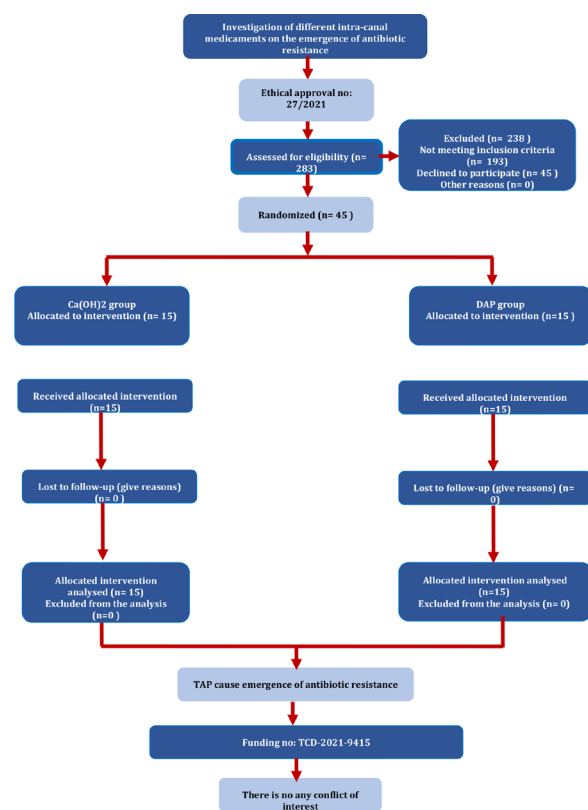 Investigation of different intra-canal
medicaments on the emergence of antibiotic
resistance
Ethical approval no:
27/2021
Assessed for eligibility (n=
283)
Excluded (n= 238 )
Not meeting inclusion criteria
(n= 193)
Declined to participate (n= 45 )
Other reasons (n= 0)
Randomized (n= 45 )
Ca(OH)2 group
Allocated to intervention (n= 15)
DAP group
Allocated to intervention (n=15 )
Received allocated intervention
(n=15)
Received allocated intervention
(n=15)
Lost to follow-up (give reasons)
(n= 0 )
Lost to follow-up (give reasons) (n=
0)
Allocated intervention
analysed (n= 15)
Excluded from the analysis
(n=0 )
Allocated intervention analysed
(n=15)
Excluded from the analysis (n= 0)
TAP cause emergence of antibiotic resistance
Funding no: TCD-2021-9415
There is no any conflict of
interest